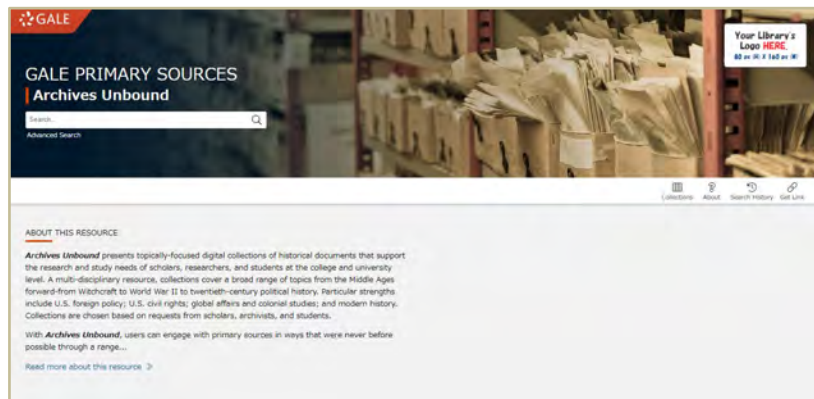 GALE
Your Library's
Logo HERE.
GALE PRIMARY SOURCES
Archives Unbound
Search...
Advanced Search
Collections
About
Search History
Get Link
ABOUT THIS RESOURCE
Archives Unbound presents topically-focused digital collections of historical documents that support
the research and study needs of scholars, researchers, and students at the college and university
level. A multi-disciplinary resource, collections cover a broad range of topics from the Middle Ages
forward-from Witchcraft to World War II to twentieth-century political history. Particular strengths
include U.S. foreign policy; U.S. civil rights; global affairs and colonial studies; and modern history.
Collections are chosen based on requests from scholars, archivists, and students.
With Archives Unbound, users can engage with primary sources in ways that were never before
possible through a range...
Read more about this resource